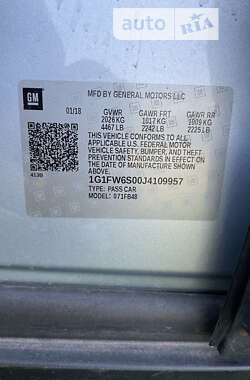 auto RIA
GM
01/18
MFD BY GENERAL MOTORS LLC
GVWR GAWR FRT GAWR RR
2026 KG 1017 KG 1009 KG
4467 LB 2242 LB 2225 LB
THIS VEHICLE CONFORMS TO ALL
APPLICABLE U.S. FEDERAL MOTOR
VEHICLE SAFETY, BUMPER, AND THEFT
PREVENTION STANDARDS IN EFFECT ON THE
DATE OF MANUFACTURE SHOWN
ABOVE.
1G1FW6S00J4109957
TYPE: PASS CAR
MODEL: 071FB48